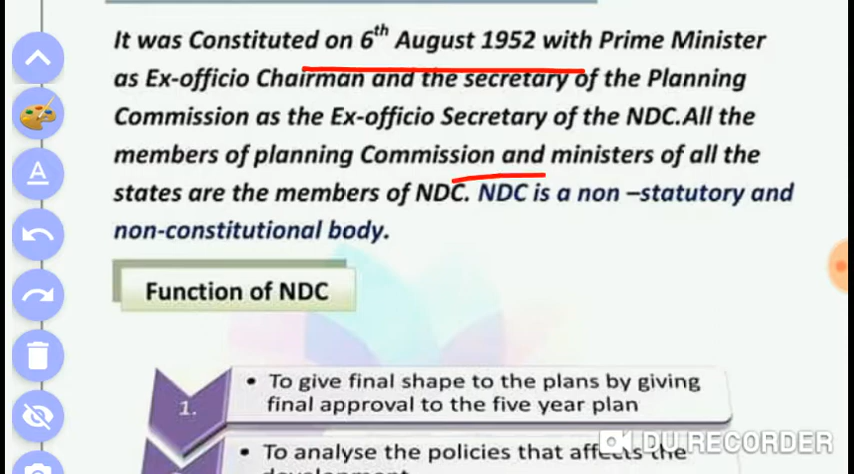 It was Constituted on 6th August 1952 with Prime Minister
as Ex-officio Chairman and the secretary of the Planning
Commission as the Ex-officio Secretary of the NDC.All the
members of planning Commission and ministers of all the
states are the members of NDC. NDC is a non –statutory and
non-constitutional body.
Function of NDC
1.
• To give final shape to the plans by giving
final approval to the five year plan
• To analyse the policies that affects the
DU RECORDER